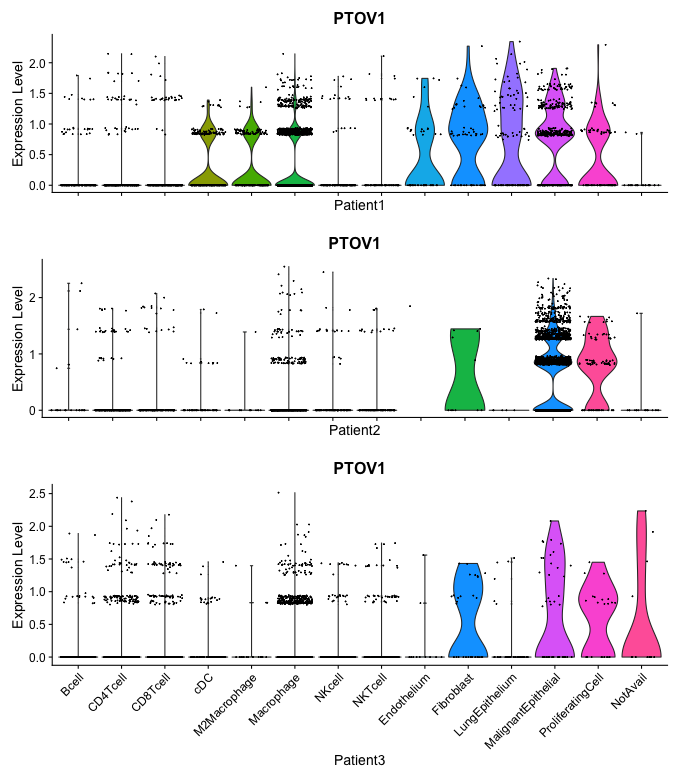 PTOV1
Expression Level
2.0
1.5
1.0
0.5
0.0
Patient1
PTOV1
Expression Level
2
1
0
Patient2
PTOV1
Expression Level
2.5
2.0
1.5
1.0
0.5
0.0
Bcell
CD4Tcell
CD8Tcell
cDC
M2Macrophage
Macrophage
NKcell
NKTcell
Endothelium
Fibroblast
LungEpithelium
MalignantEpithelial
ProliferatingCell
NotAvail
Patient3